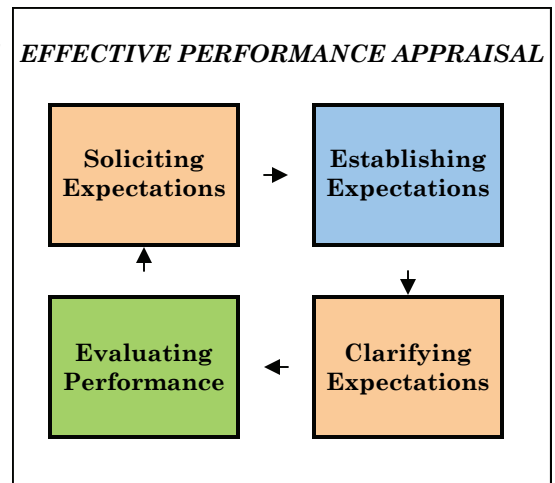 EFFECTIVE PERFORMANCE APPRAISAL
Soliciting
Expectations
Establishing
Expectations
Evaluating
Performance
Clarifying
Expectations